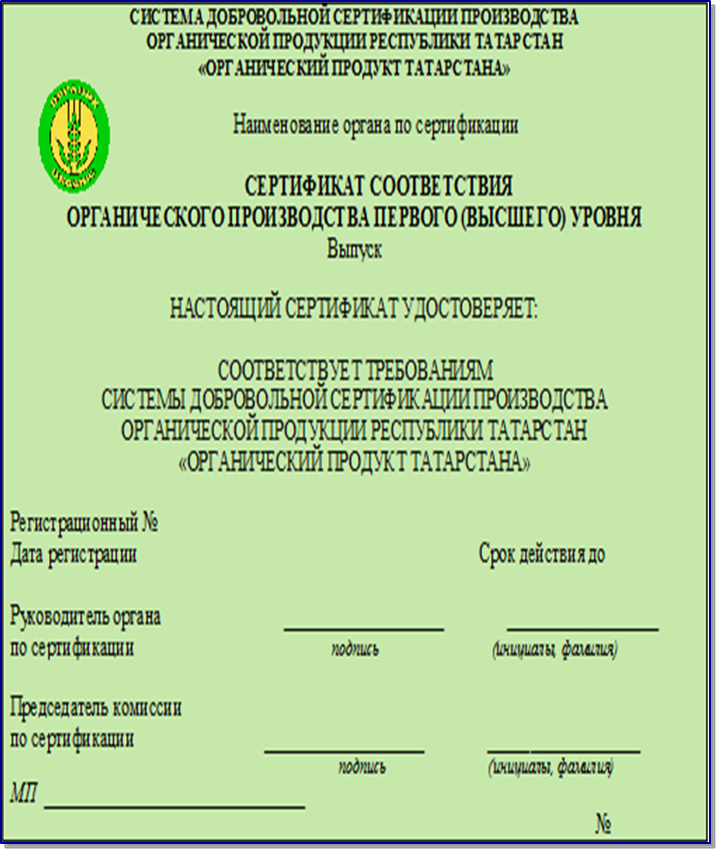 СИСТЕМА ДОБРОВОЛЬНОЙ СЕРТИФИКАЦИИ ПРОИЗВОДСТВА
ОРГАНИЧЕСКОЙ ПРОДУКЦИИ РЕСПУБЛИКИ ТАТАРСТАН
«ОРГАНИЧЕСКИЙ ПРОДУКТ ТАТАРСТАНА»
Наименование органа по сертификации
СЕРТИФИКАТ СООТВЕТСТВИЯ
ОРГАНИЧЕСКОГО ПРОИЗВОДСТВА ПЕРВОГО (ВЫСШЕГО) УРОВНЯ
Выпуск
НАСТОЯЩИЙ СЕРТИФИКАТ УДОСТОВЕРЯЕТ:
СООТВЕТСТВУЕТ ТРЕБОВАНИЯМ
СИСТЕМЫ ДОБРОВОЛЬНОЙ СЕРТИФИКАЦИИ ПРОИЗВОДСТВА
ОРГАНИЧЕСКОЙ ПРОДУКЦИИ РЕСПУБЛИКИ ТАТАРСТАН
«ОРГАНИЧЕСКИЙ ПРОДУКТ ТАТАРСТАНА»
Регистрационный №
Дата регистрации Срок действия до
Руководитель органа
по сертификации подпись (инициалы, фамилия)
Председатель комиссии
по сертификации
подпись (инициалы, фамилия)
МП
№